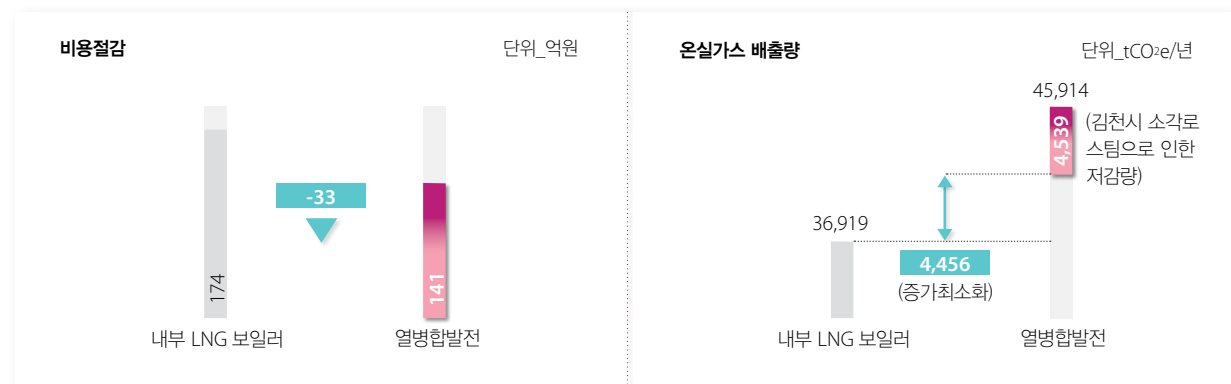 비용절감
단위_억원
174
-33
141
내부 LNG 보일러
열병합발전
온실가스 배출량
단위_tCO2e/년
45,914
4,539
(김천시 소각로
스팀으로 인한
저감량)
36,919
4,456
(증가최소화)
내부 LNG 보일러
열병합발전